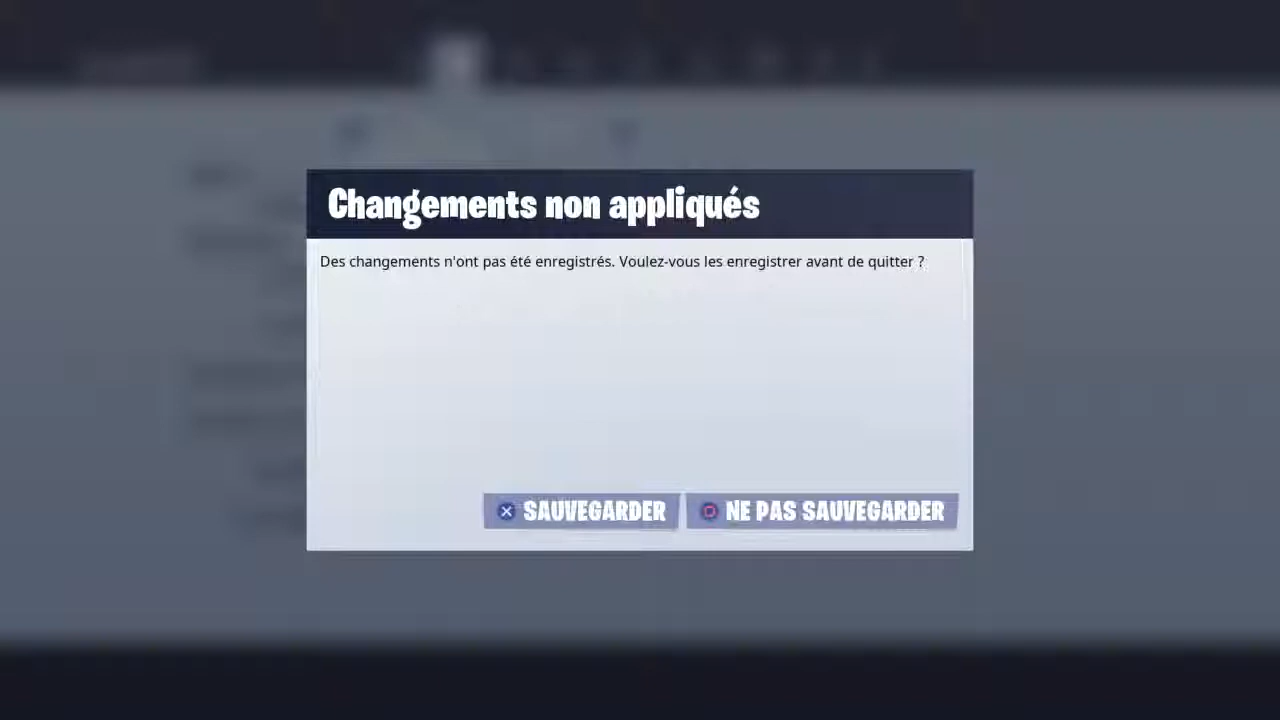 Changements non appliqués
Des changements n'ont pas été enregistrés. Voulez-vous les enregistrer avant de quitter ?
SAUVEGARDER
NE PAS SAUVEGARDER